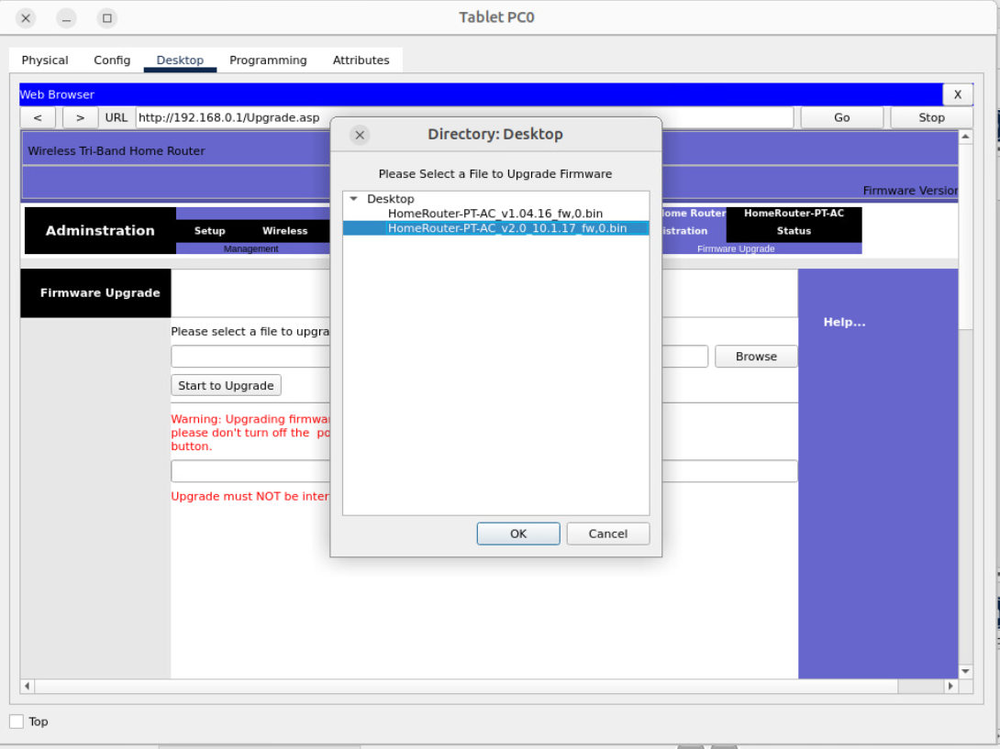 Tablet PC0
Physical Config Desktop Programming Attributes
Web Browser
X
< > URL http://192.168.0.1/Upgrade.asp Go Stop
Directory: Desktop
Please Select a File to Upgrade Firmware
Desktop
HomeRouter-PT-AC_v1.04.16_fw,0.bin
HomeRouter-PT-AC_v2.0_10.1.17_fw,0.bin
OK Cancel
Wireless Tri-Band Home Router
Firmware Version
Adminstration
Setup Wireless
Management
ome Router HomeRouter-PT-AC
istration Status
Firmware Upgrade
Firmware Upgrade
Help...
Please select a file to upgra
Browse
Start to Upgrade
Warning: Upgrading firmwar
please don't turn off the po
button.
Upgrade must NOT be inter
Top